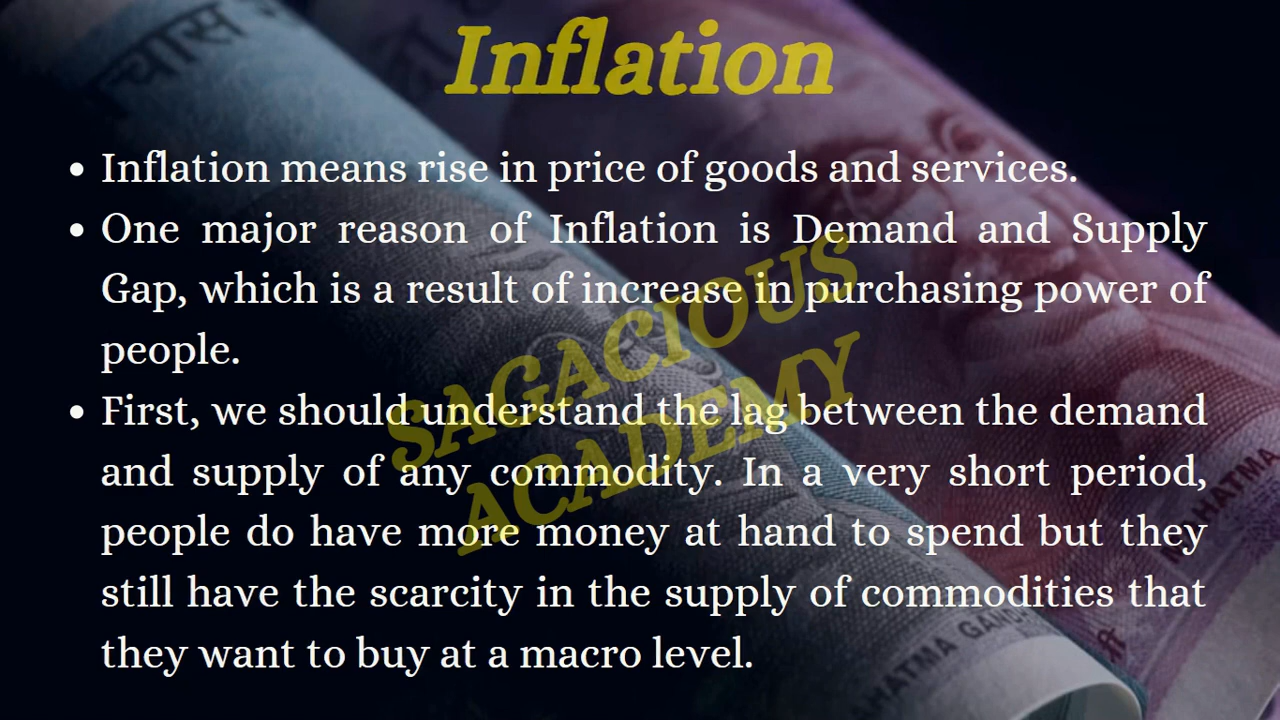 Inflation
• Inflation means rise in price of goods and services.
• One major reason of Inflation is Demand and Supply
Gap, which is a result of increase in purchasing power of
people.
• First, we should understand the lag between the demand
and supply of any commodity. In a very short period,
people do have more money at hand to spend but they
still have the scarcity in the supply of commodities that
they want to buy at a macro level.
SAGACIOUS
ACADEMY
न्यास
HATMA